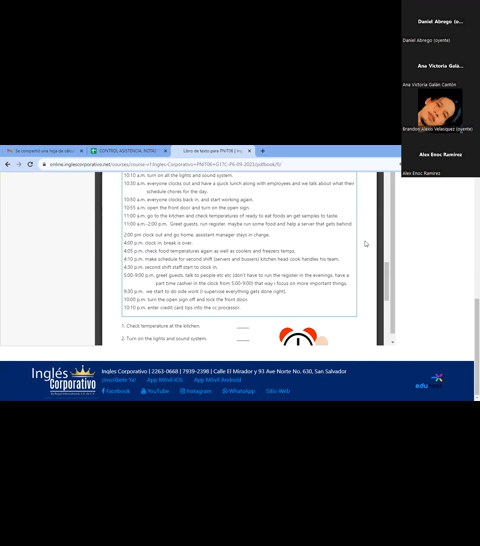 Daniel Abrego (o...
Daniel Abrego (oyente)
Ana Victoria Galá...
Ana Victoria Galán Cantón
Brandon Alexis Velasquez (oyente)
Alex Enoc Ramirez
Alex Enoc Ramirez
Se compartió una hoja de cálcu
CONTROL ASISTENCIA, NOTAS
Libro de texto para PNT06 | Ing
online.inglescorporativo.net/courses/course-v1:Ingles-Corporativo+PNT06+G17C-P6-09-2023/pdfbook/0/
10:10 a.m. turn on all the lights and sound system.
10:30 a.m. everyone clocks out and have a quick lunch along with employees and we talk about what their
schedule chores for the day.
10:50 a.m. everyone clocks back in, and start working again.
10:55 a.m. open the front door and turn on the open sign.
11:00 a.m. go to the kitchen and check temperatures of ready to eat foods an get samples to taste.
11:00 a.m.-2:00 p.m. Greet guests, run register, maybe run some food and help a server that gets behind
2:00 pm clock out and go home, assistant manager stays in charge.
4:00 p.m. clock in, break is over.
4;05 p.m. check food temperatures again as well as coolers and freezers temps.
4:10 p.m. make schedule for second shift (servers and bussers) kitchen head cook handles his team.
4:30 p.m. second shift staff start to clock in.
5:00-9:00 p.m. greet guests, talk to people etc etc (don't have to run the register in the evenings, have a
part time cashier in the clock from 5:00-9:00) that way i focus on more important things.
9:30 p.m. we start to do side work (I supervise everything gets done right).
10:00 p.m. turn the open sign off and lock the front door.
10:10 p.m. enter credit card tips into the cc processor.
1. Check temperature at the kitchen. ____
2. Turn on the lights and sound system. ____
Inglés
Corporativo
Ingles Corporativo | 2263-0668 | 7939-2398 | Calle El Mirador y 93 Ave Norte No. 630, San Salvador
¡Inscríbete Ya! App Móvil iOS App Móvil Android
Facebook YouTube Instagram WhatsApp Sitio Web
edu